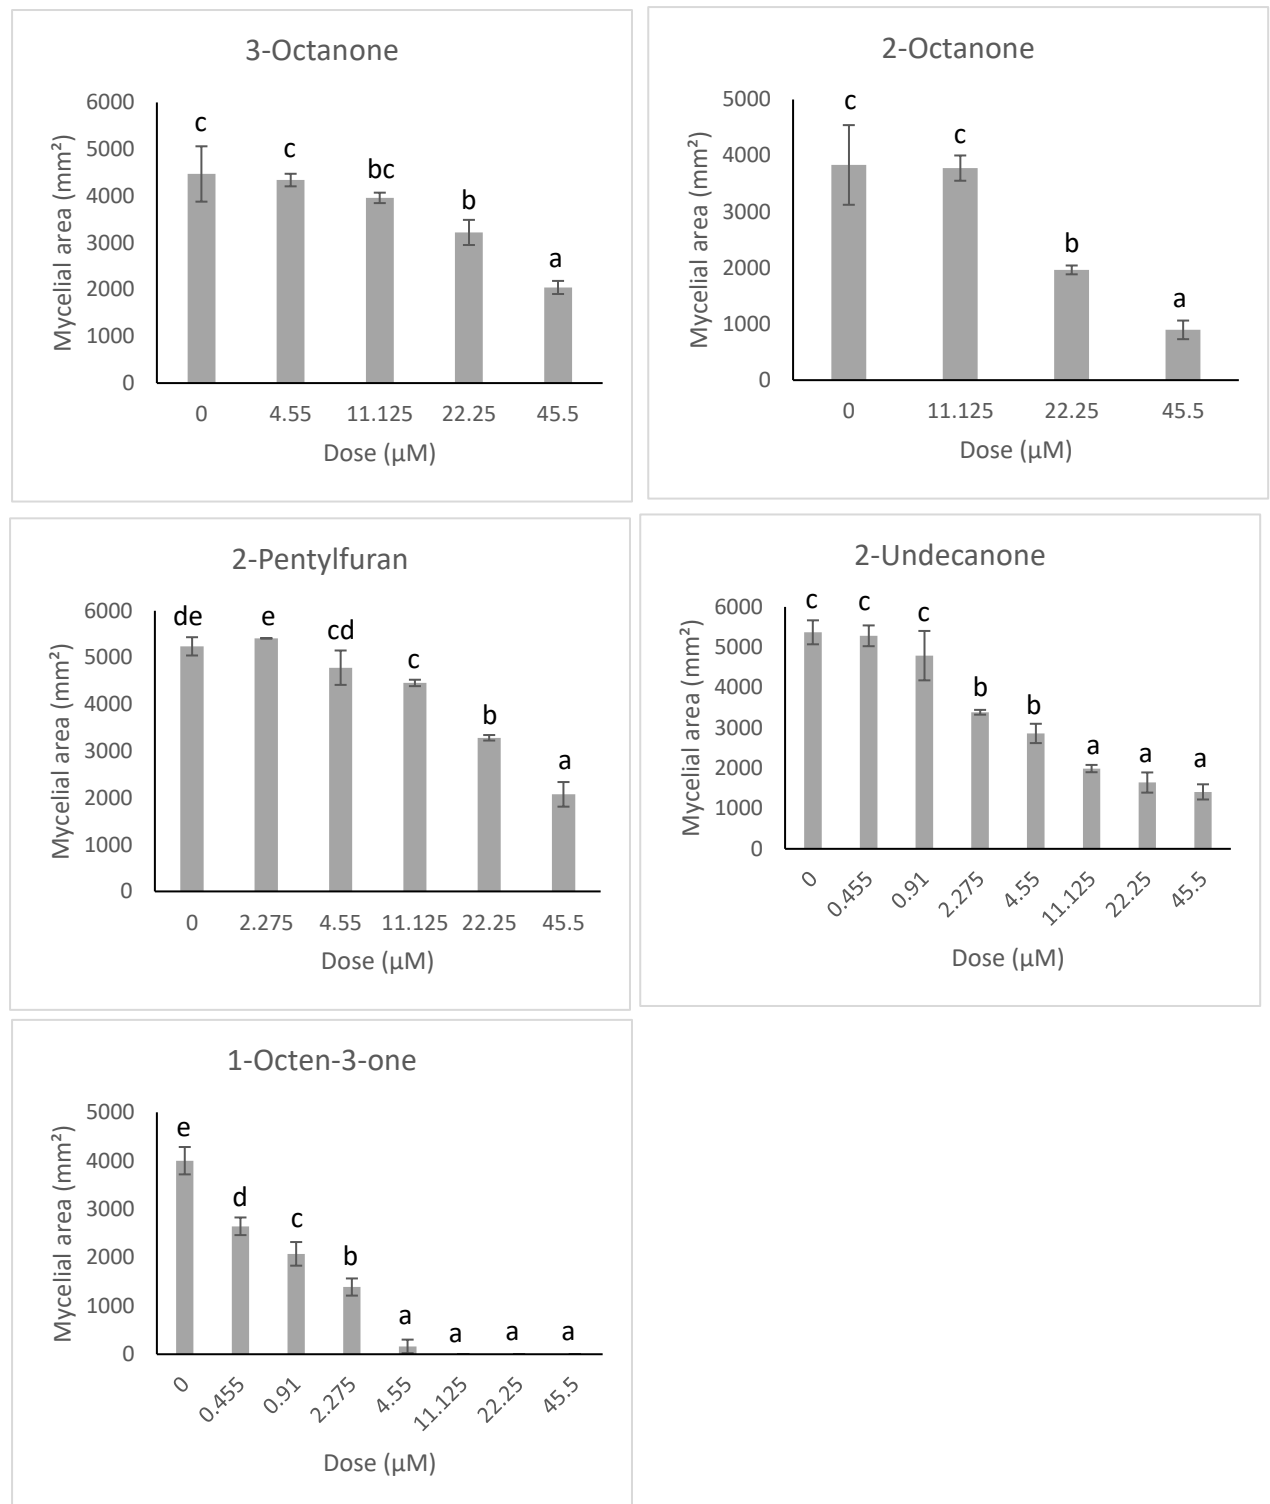 3-Octanone
Mycelial area (mm²)
6000
5000
4000
3000
2000
1000
0
c
c
bc
b
a
0 4.55 11.125 22.25 45.5
Dose (µM)
2-Octanone
Mycelial area (mm²)
5000
4000
3000
2000
1000
0
c
c
b
a
0 11.125 22.25 45.5
Dose (µM)
2-Pentylfuran
Mycelial area (mm²)
6000
5000
4000
3000
2000
1000
0
de
e
cd
c
b
a
0 2.275 4.55 11.125 22.25 45.5
Dose (µM)
2-Undecanone
Mycelial area (mm²)
6000
5000
4000
3000
2000
1000
0
c
c
c
b
b
a
a
a
0 0.455 0.91 2.275 4.55 11.125 22.25 45.5
Dose (µM)
1-Octen-3-one
Mycelial area (mm²)
5000
4000
3000
2000
1000
0
e
d
c
b
a
a
a
a
0 0.455 0.91 2.275 4.55 11.125 22.25 45.5
Dose (µM)